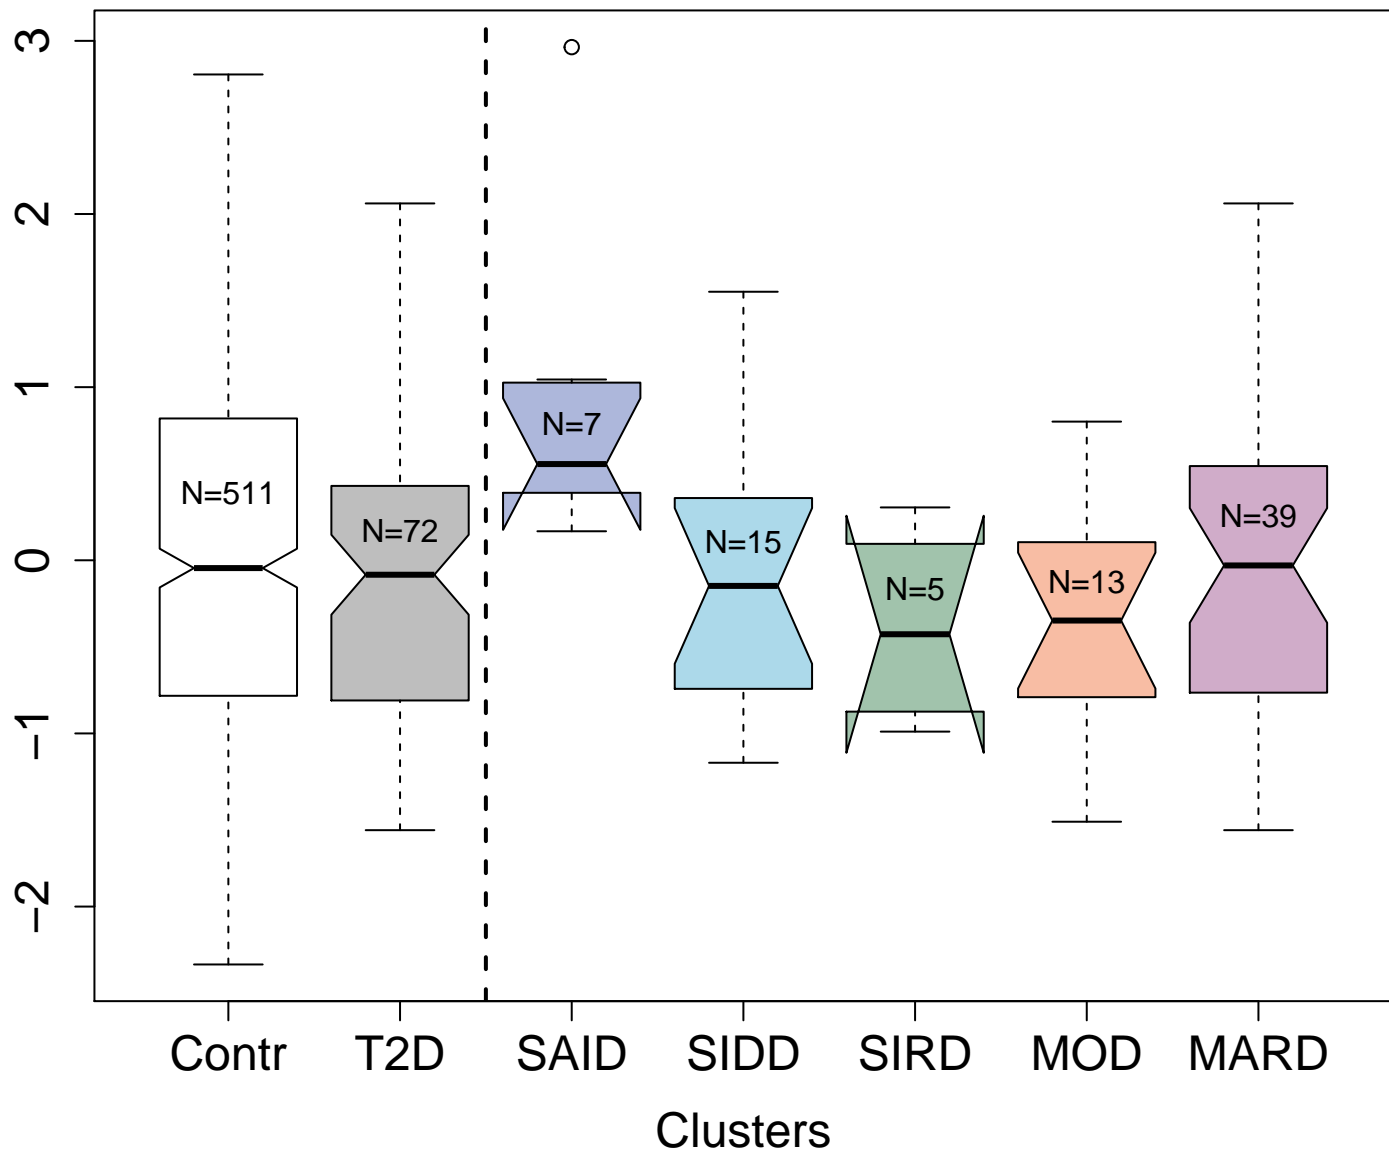 3
2
1
0
−1
−2
N=511
N=72
N=7
N=15
N=5
N=13
N=39
Contr T2D SAID SIDD SIRD MOD MARD
Clusters